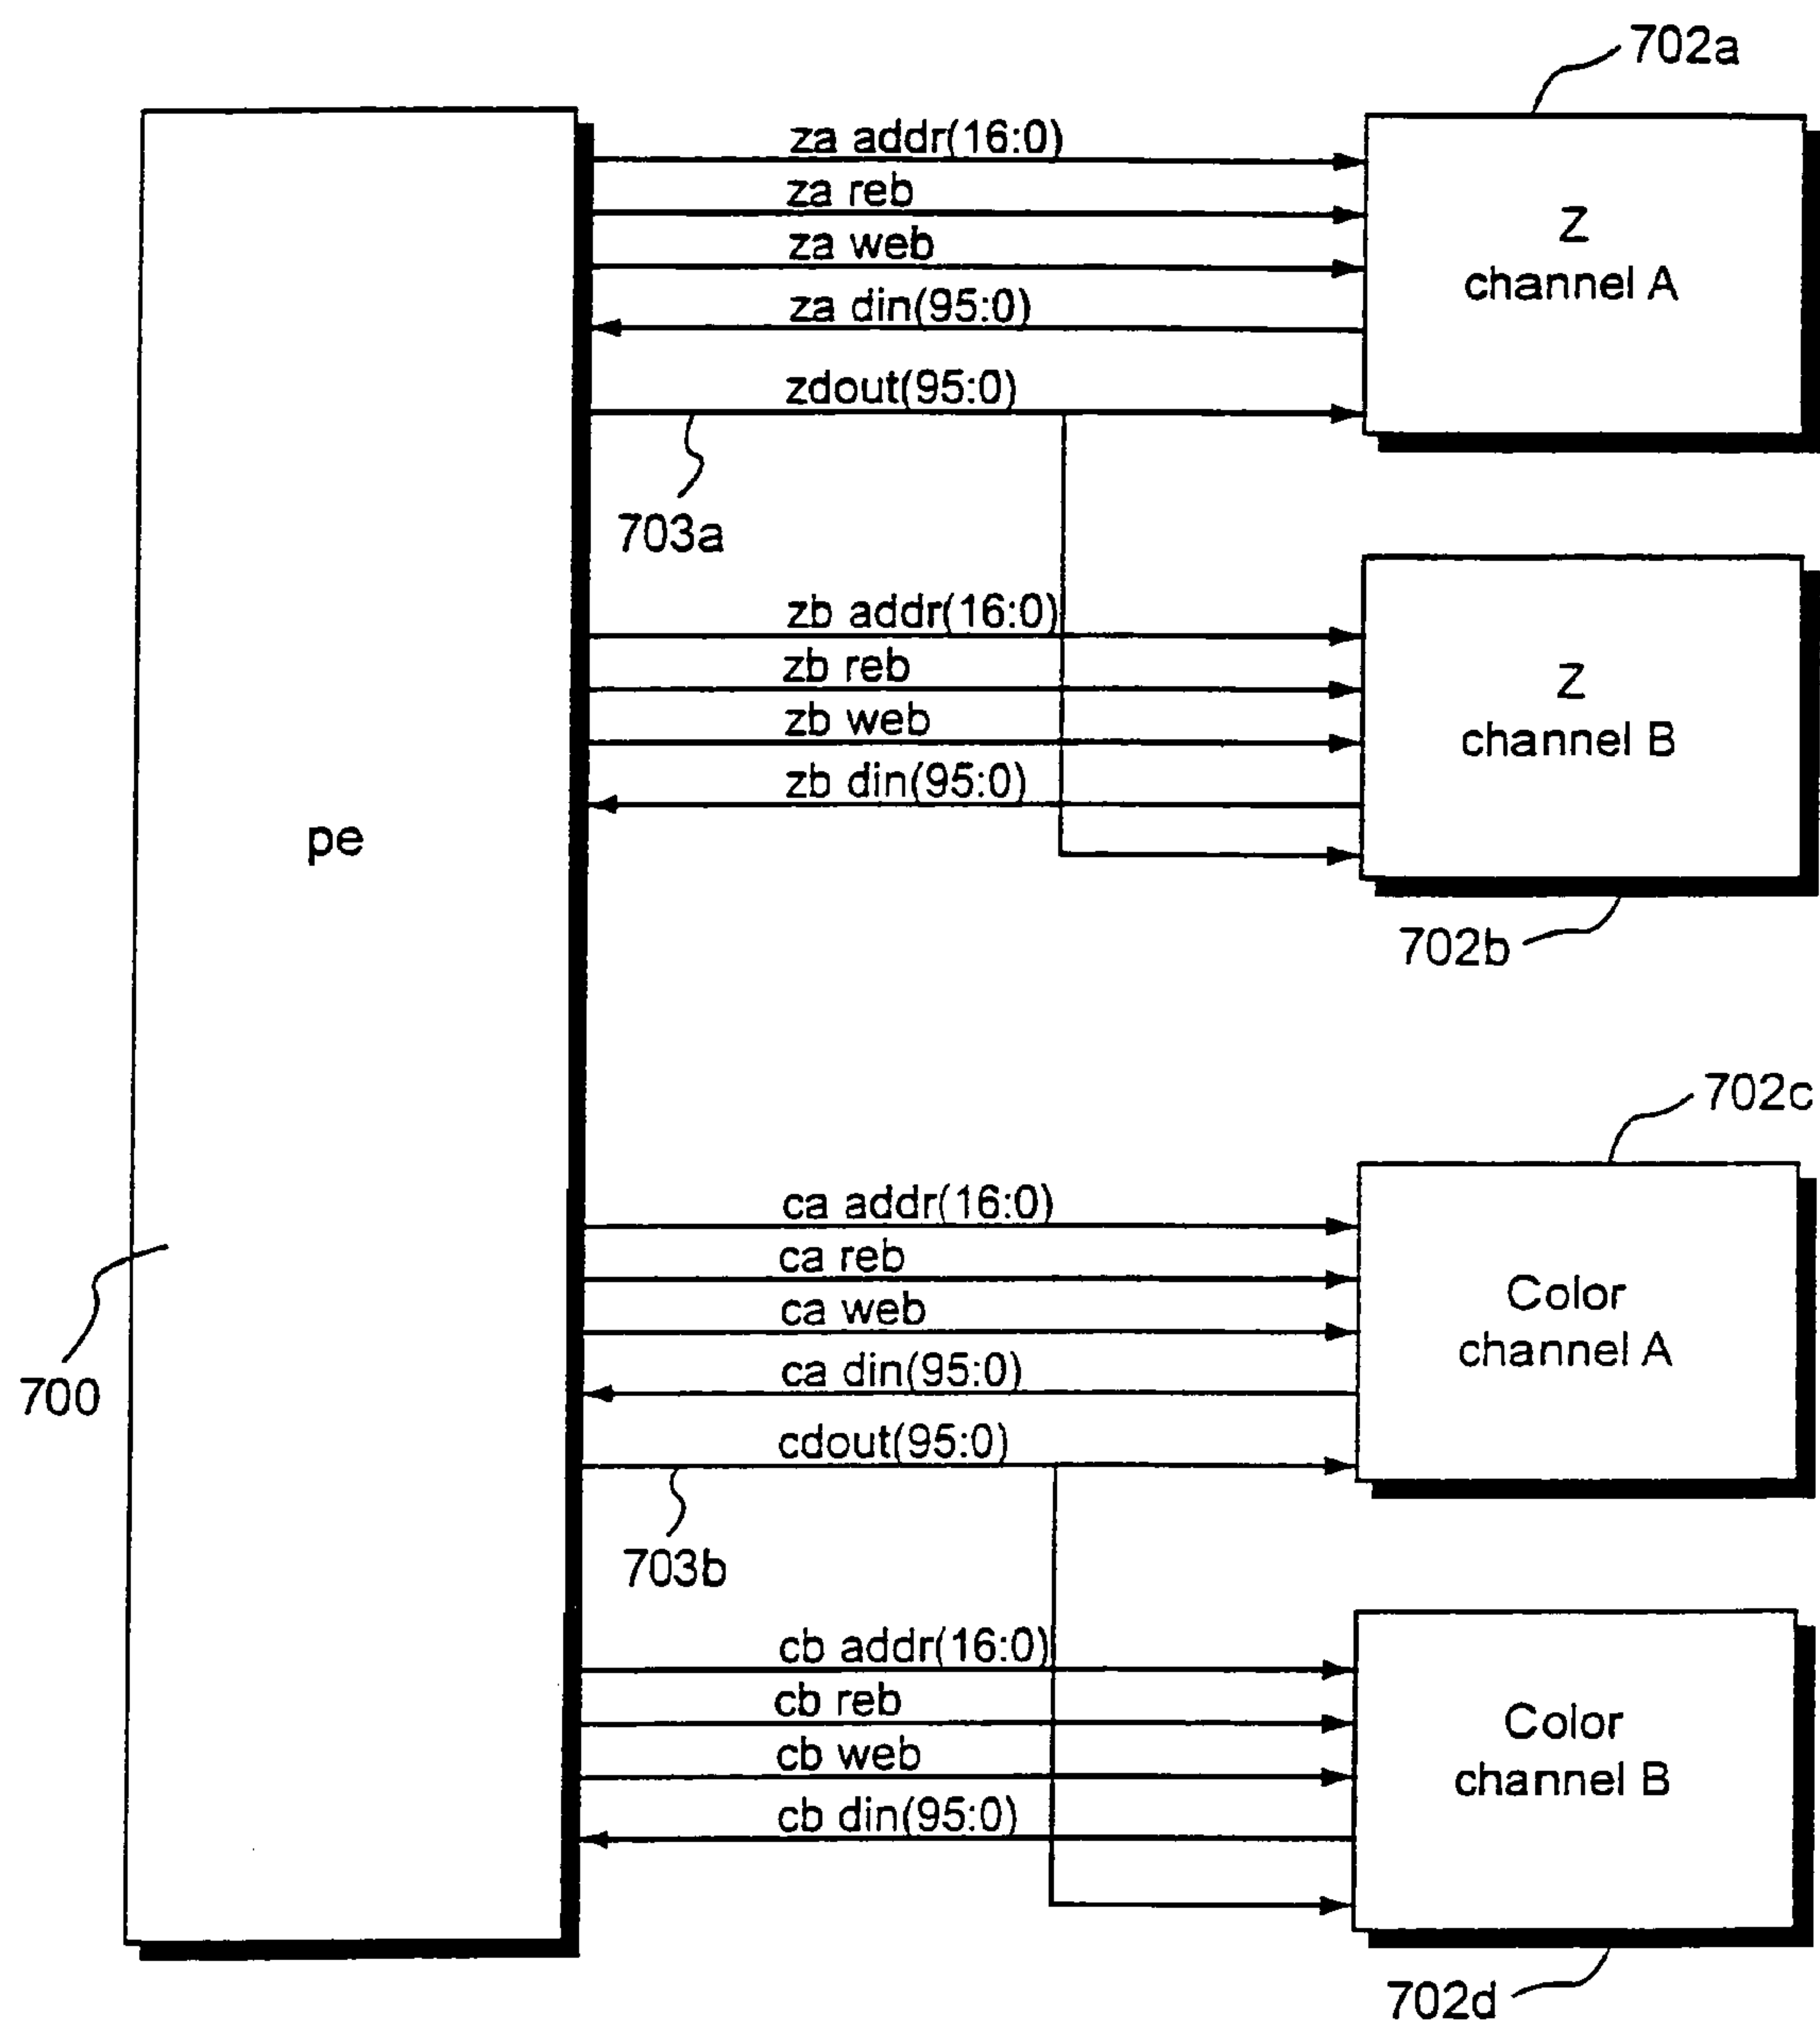 702a
za addr(16:0)
za reb
za web
za din(95:0)
zdout(95:0)
Z
channel A
703a
zb addr(16:0)
zb reb
zb web
zb din(95:0)
Z
channel B
702b
pe
700
702c
ca addr(16:0)
ca reb
ca web
ca din(95:0)
cdout(95:0)
Color
channel A
703b
cb addr(16:0)
cb reb
cb web
cb din(95:0)
Color
channel B
702d